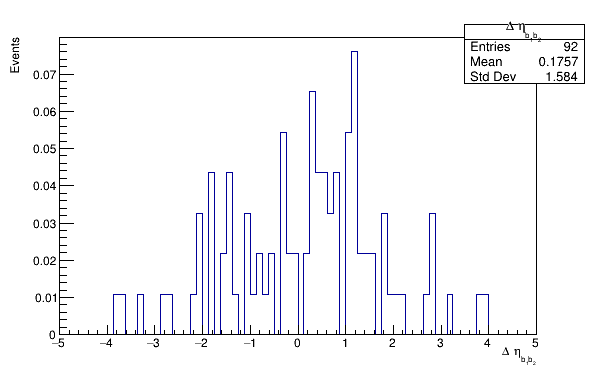 Δ η b₁b₂
Entries 92
Mean 0.1757
Std Dev 1.584
Events
0.07
0.06
0.05
0.04
0.03
0.02
0.01
0
−5 −4 −3 −2 −1 0 1 2 3 4 5
Δ η b₁b₂